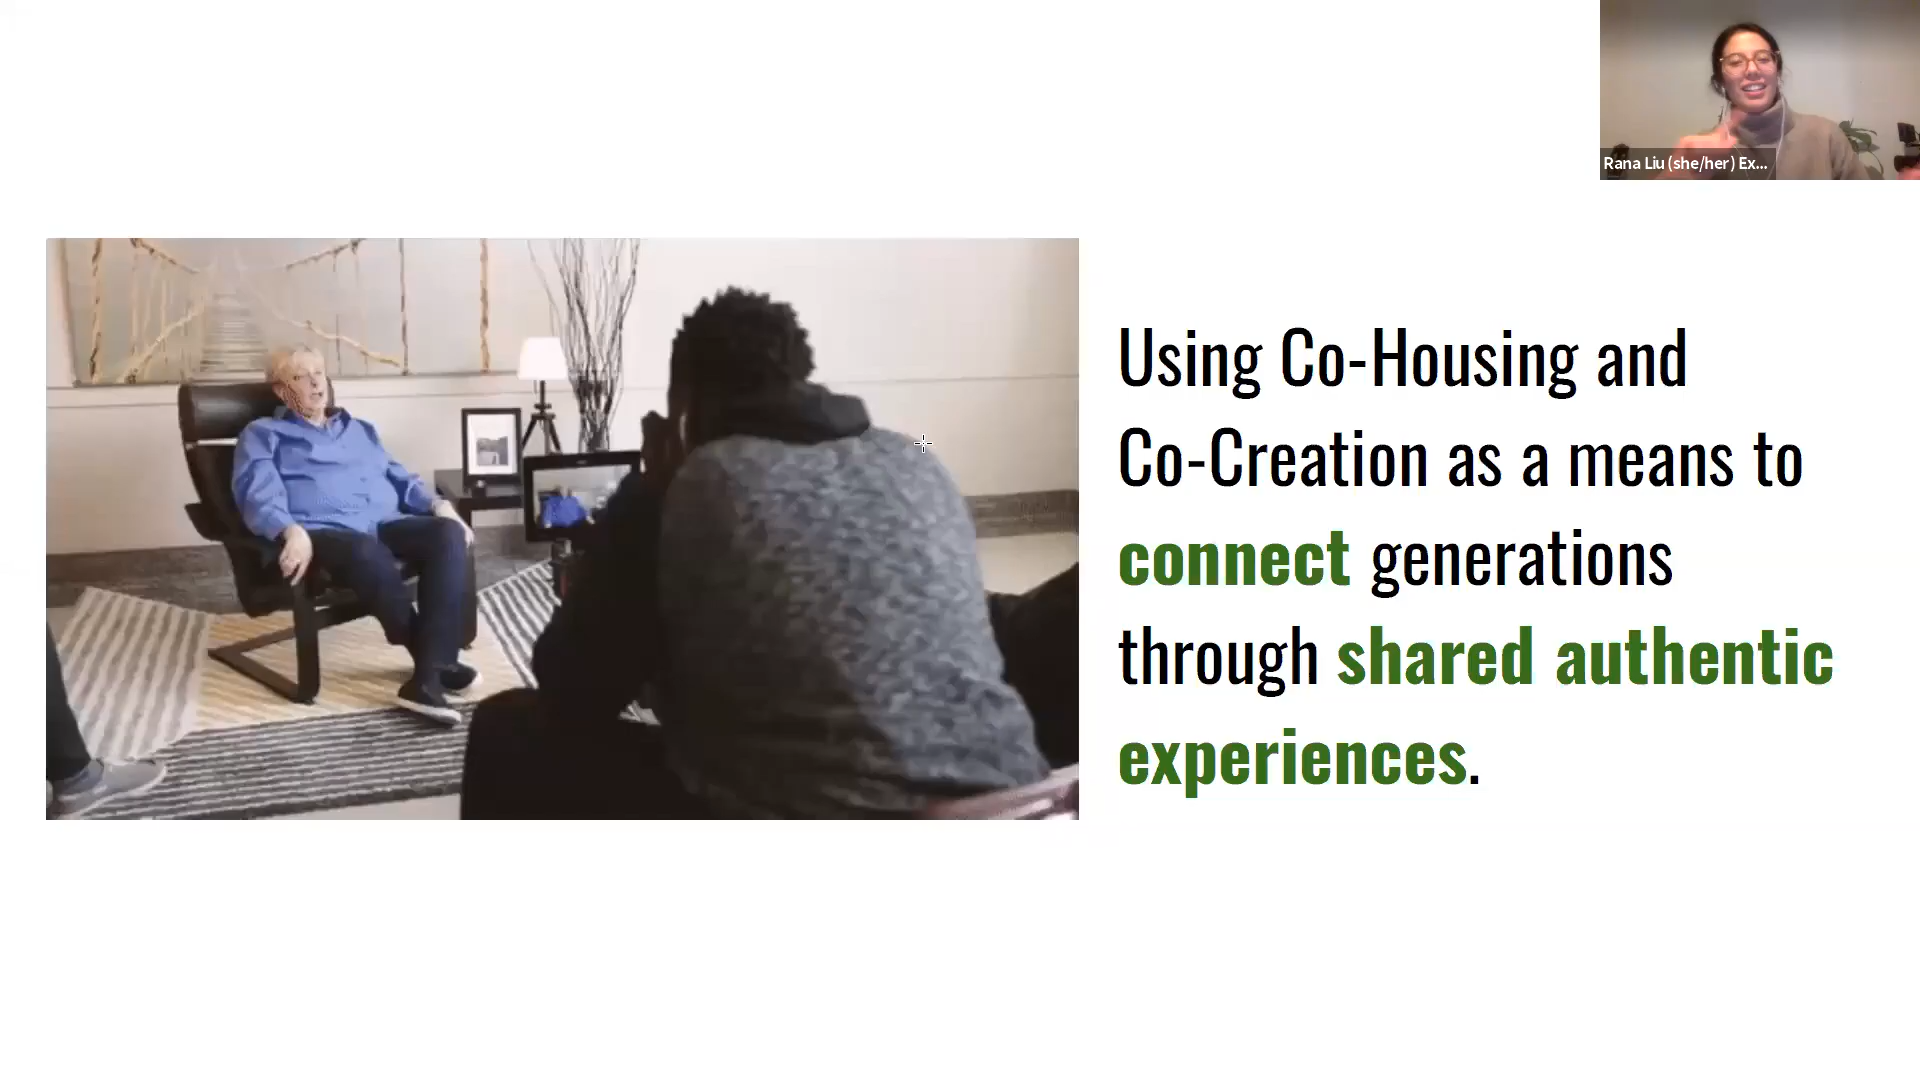 Rana Liu (she/her) Ex...
Using Co-Housing and
Co-Creation as a means to
connect generations
through shared authentic
experiences.